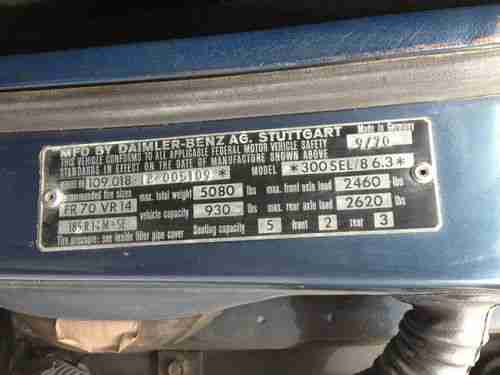 MFD BY DAIMLER-BENZ AG. STUTTGART Made in Germany
THIS VEHICLE CONFORMS TO ALL APPLICABLE FEDERAL MOTOR VEHICLE SAFETY 9/70
STANDARDS IN EFFECT ON THE DATE OF MANUFACTURE SHOWN ABOVE
109.018 005109 * MODEL *300SEL/8 6.3*
max. total weight 5080 lbs max. front axle load 2460 lbs
FR 70 VR 14 vehicle capacity 930 lbs rear axle load 2620 lbs
185 R 14 M+SE Seating capacity 5 front 2 rear 3
Tire pressure: see inside filler pipe cover